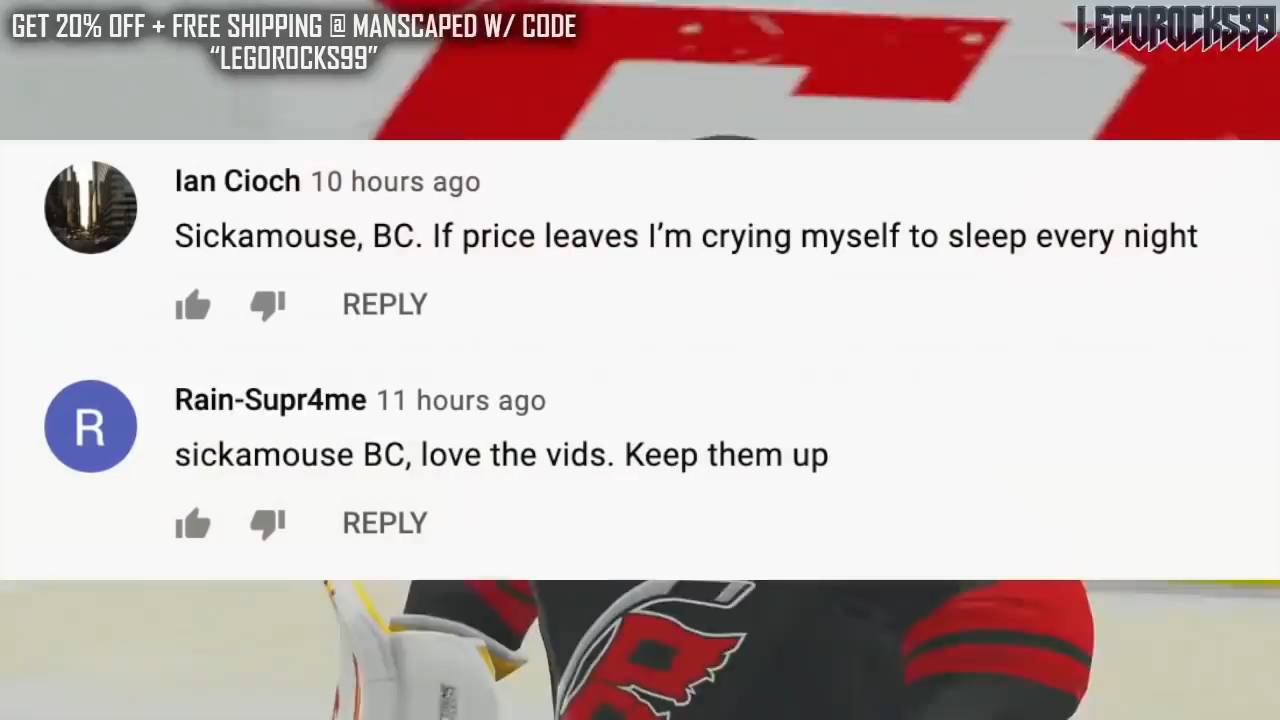 GET 20% OFF + FREE SHIPPING @ MANSCAPED W/ CODE
“LEGOROCKS99”
LEGOROCKS99
Ian Cioch 10 hours ago
Sickamouse, BC. If price leaves I’m crying myself to sleep every night
REPLY
R
Rain-Supr4me 11 hours ago
sickamouse BC, love the vids. Keep them up
REPLY